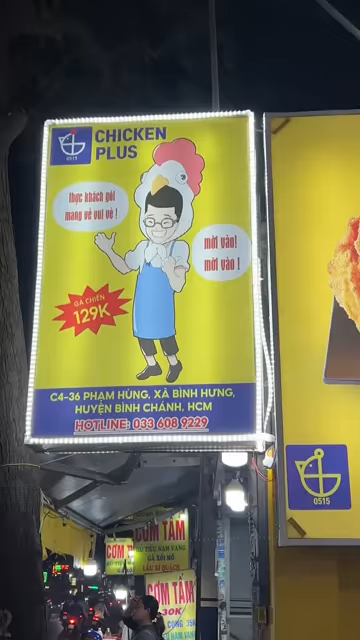 0515
CHICKEN
PLUS
thực khách gọi
mang về vui vẻ !
mời vào!
mời vào !
GÀ CHIÊN
129K
C4-36 PHẠM HÙNG, XÃ BÌNH HƯNG,
HUYỆN BÌNH CHÁNH, HCM
HOTLINE: 033 608 9229
0515
CƠM TẤM
CƠM
CƠM TẤM
30K